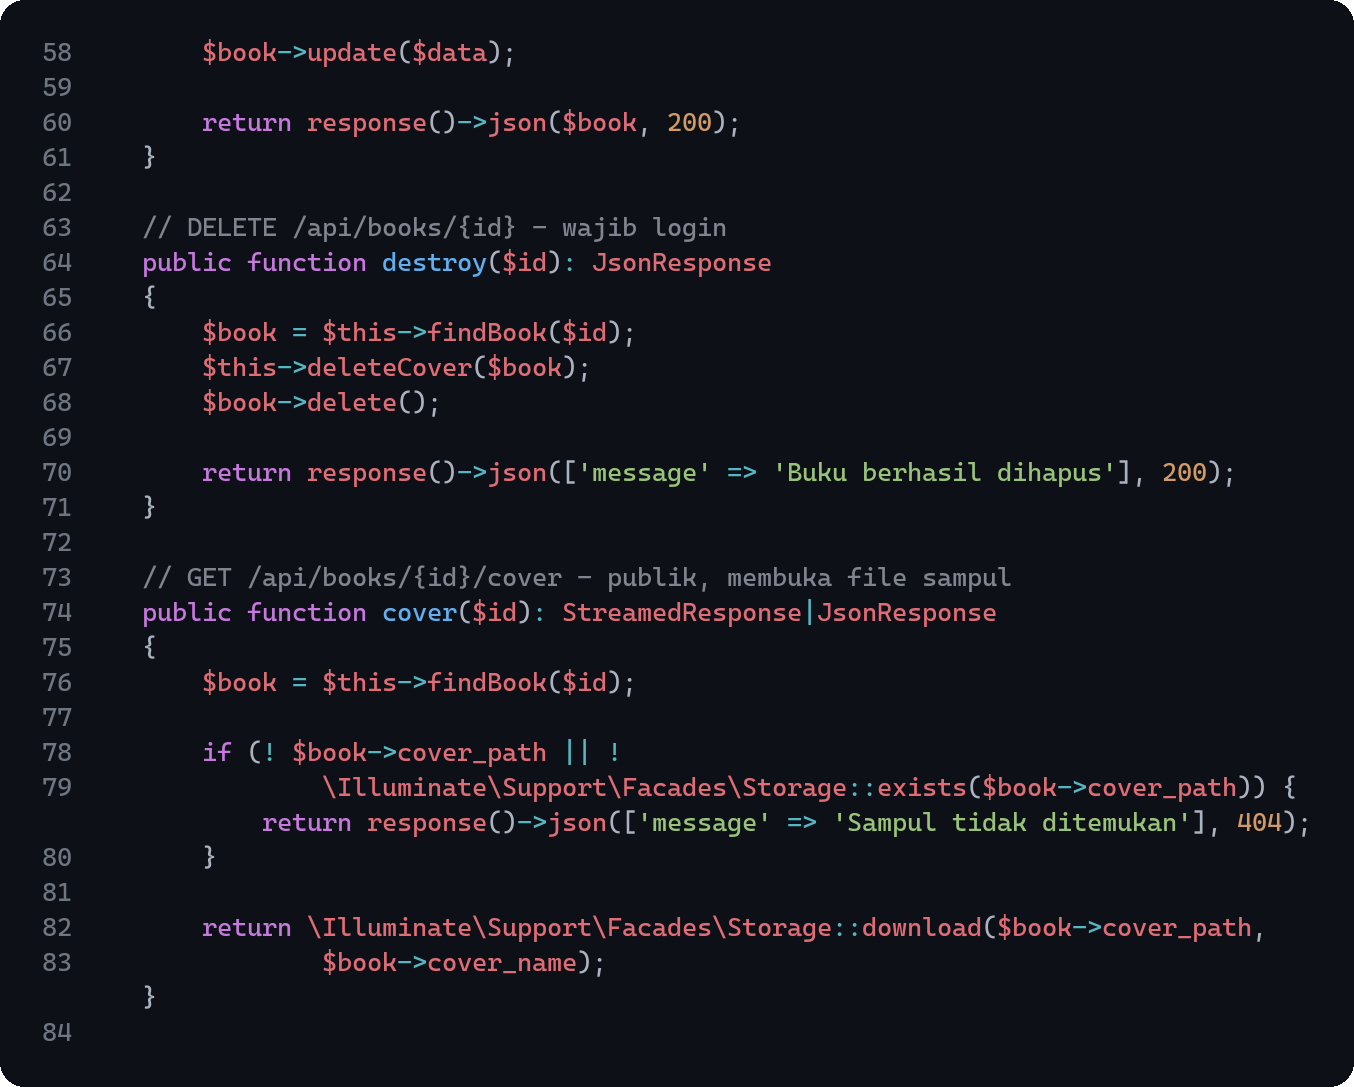 58         $book->update($data);
59
60         return response()->json($book, 200);
61     }
62
63     // DELETE /api/books/{id} - wajib login
64     public function destroy($id): JsonResponse
65     {
66         $book = $this->findBook($id);
67         $this->deleteCover($book);
68         $book->delete();
69
70         return response()->json(['message' => 'Buku berhasil dihapus'], 200);
71     }
72
73     // GET /api/books/{id}/cover - publik, membuka file sampul
74     public function cover($id): StreamedResponse|JsonResponse
75     {
76         $book = $this->findBook($id);
77
78         if (! $book->cover_path || !
79                 \Illuminate\Support\Facades\Storage::exists($book->cover_path)) {
             return response()->json(['message' => 'Sampul tidak ditemukan'], 404);
80         }
81
82         return \Illuminate\Support\Facades\Storage::download($book->cover_path,
83                 $book->cover_name);
     }
84